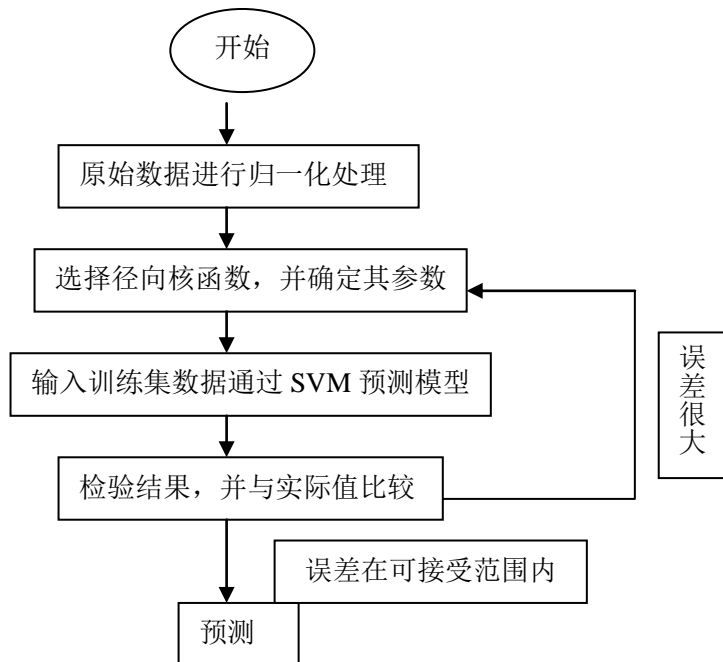 开始
原始数据进行归一化处理
选择径向核函数，并确定其参数
输入训练集数据通过 SVM 预测模型
误差很大
检验结果，并与实际值比较
误差在可接受范围内
预测